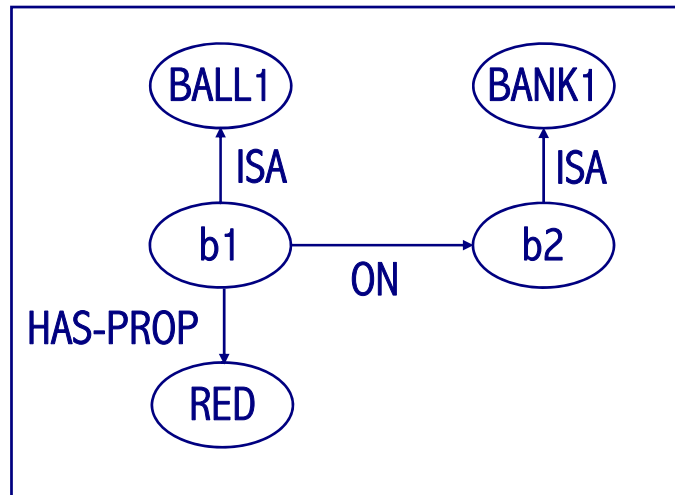 BALL1 BANK1
ISA ISA
b1 b2
ON
HAS-PROP
RED